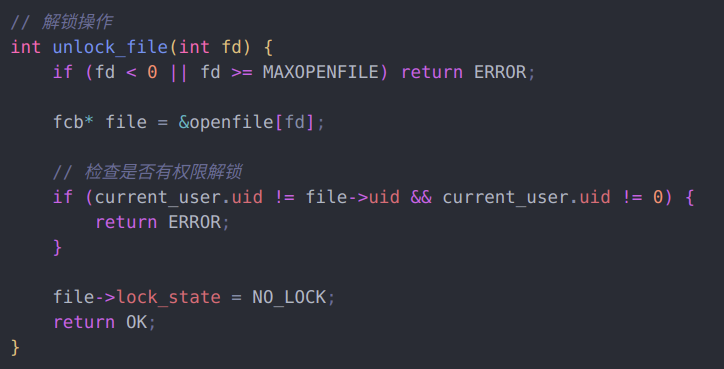 // 解锁操作
int unlock_file(int fd) {
    if (fd < 0 || fd >= MAXOPENFILE) return ERROR;
    fcb* file = &openfile[fd];
    // 检查是否有权限解锁
    if (current_user.uid != file->uid && current_user.uid != 0) {
        return ERROR;
    }
    file->lock_state = NO_LOCK;
    return OK;
}